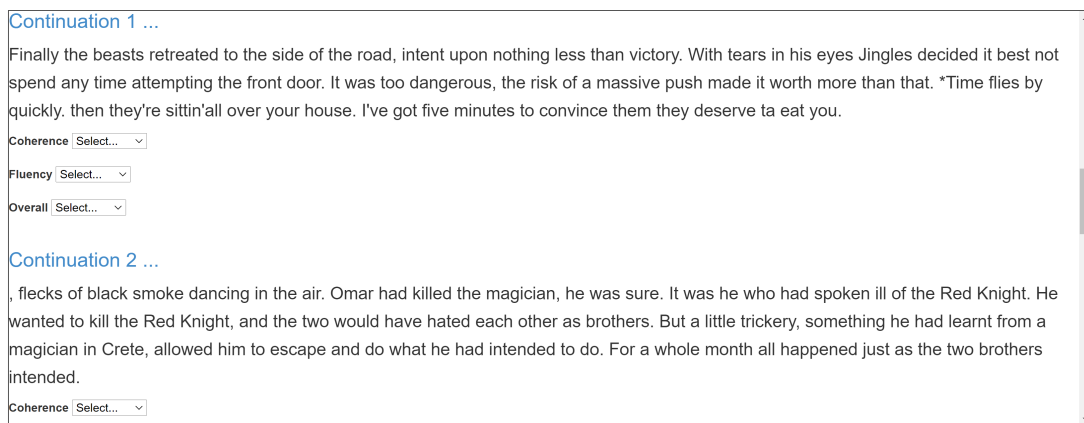 Continuation 1 ...
Finally the beasts retreated to the side of the road, intent upon nothing less than victory. With tears in his eyes Jingles decided it best not
spend any time attempting the front door. It was too dangerous, the risk of a massive push made it worth more than that. *Time flies by
quickly. then they're sittin'all over your house. I've got five minutes to convince them they deserve ta eat you.
Coherence Select...
Fluency Select...
Overall Select...
Continuation 2 ...
, flecks of black smoke dancing in the air. Omar had killed the magician, he was sure. It was he who had spoken ill of the Red Knight. He
wanted to kill the Red Knight, and the two would have hated each other as brothers. But a little trickery, something he had learnt from a
magician in Crete, allowed him to escape and do what he had intended to do. For a whole month all happened just as the two brothers
intended.
Coherence Select...